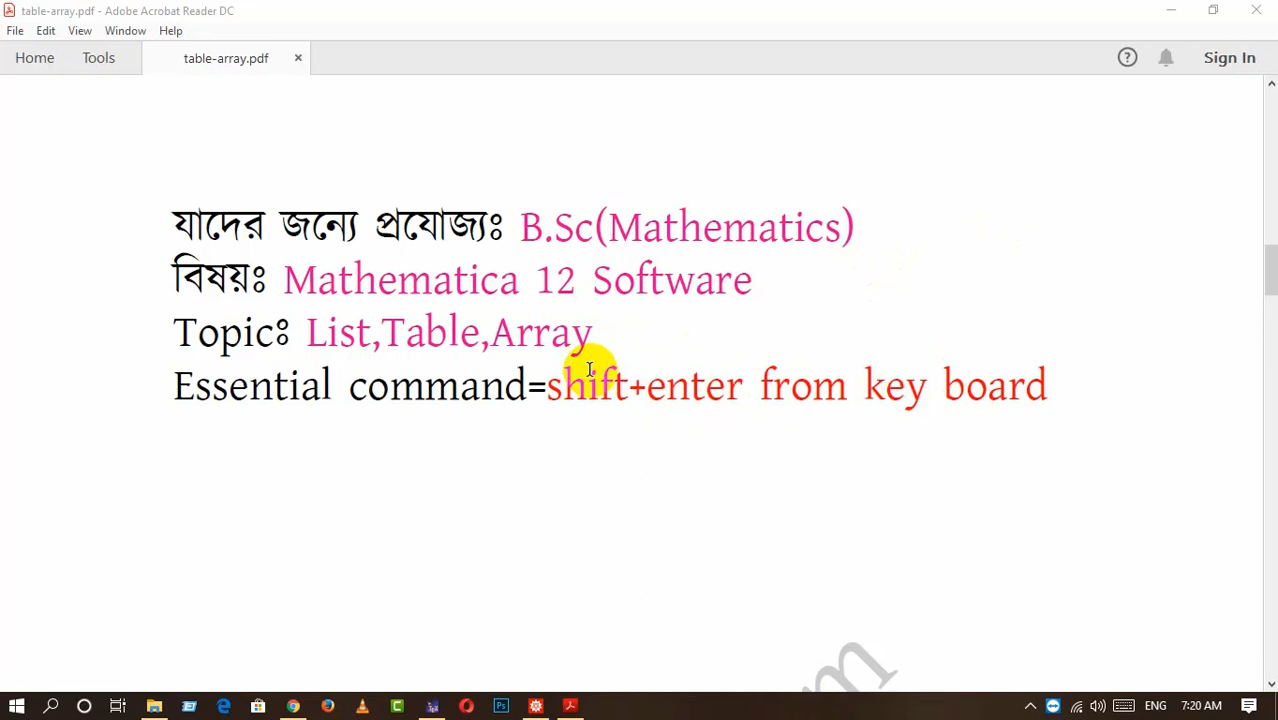 table-array.pdf - Adobe Acrobat Reader DC
File Edit View Window Help
Home Tools table-array.pdf × Sign In
যাদের জন্যে প্রযোজ্যঃ B.Sc(Mathematics)
বিষয়ঃ Mathematica 12 Software
Topicঃ List,Table,Array
Essential command=shift+enter from key board
m
ENG 7:20 AM